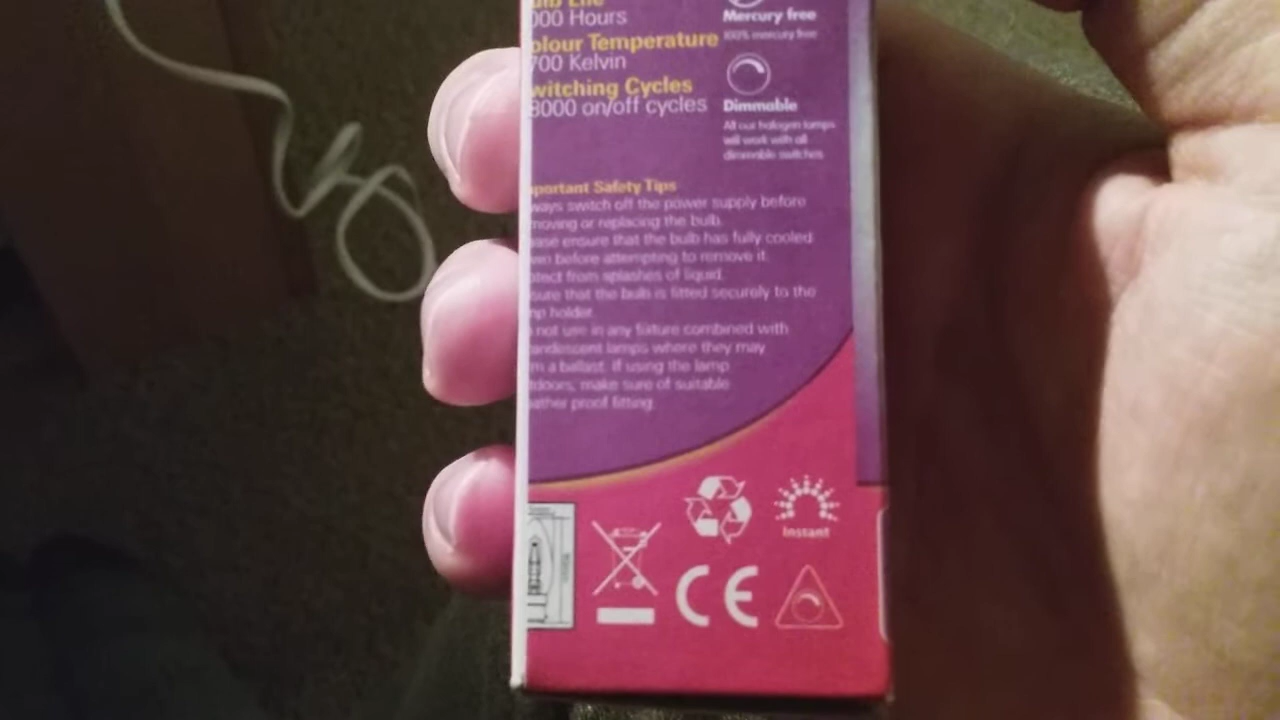 ulb Life
000 Hours
olour Temperature
700 Kelvin
witching Cycles
8000 on/off cycles
Mercury free
100% mercury free
Dimmable
All our halogen lamps
will work with all
dimmable switches
portant Safety Tips
ways switch off the power supply before
moving or replacing the bulb.
ase ensure that the bulb has fully cooled
wn before attempting to remove it.
otect from splashes of liquid.
sure that the bulb is fitted securely to the
mp holder.
not use in any fixture combined with
andescent lamps where they may
m a ballast. If using the lamp
tdoors, make sure of suitable
ather proof fitting.
Instant
CE